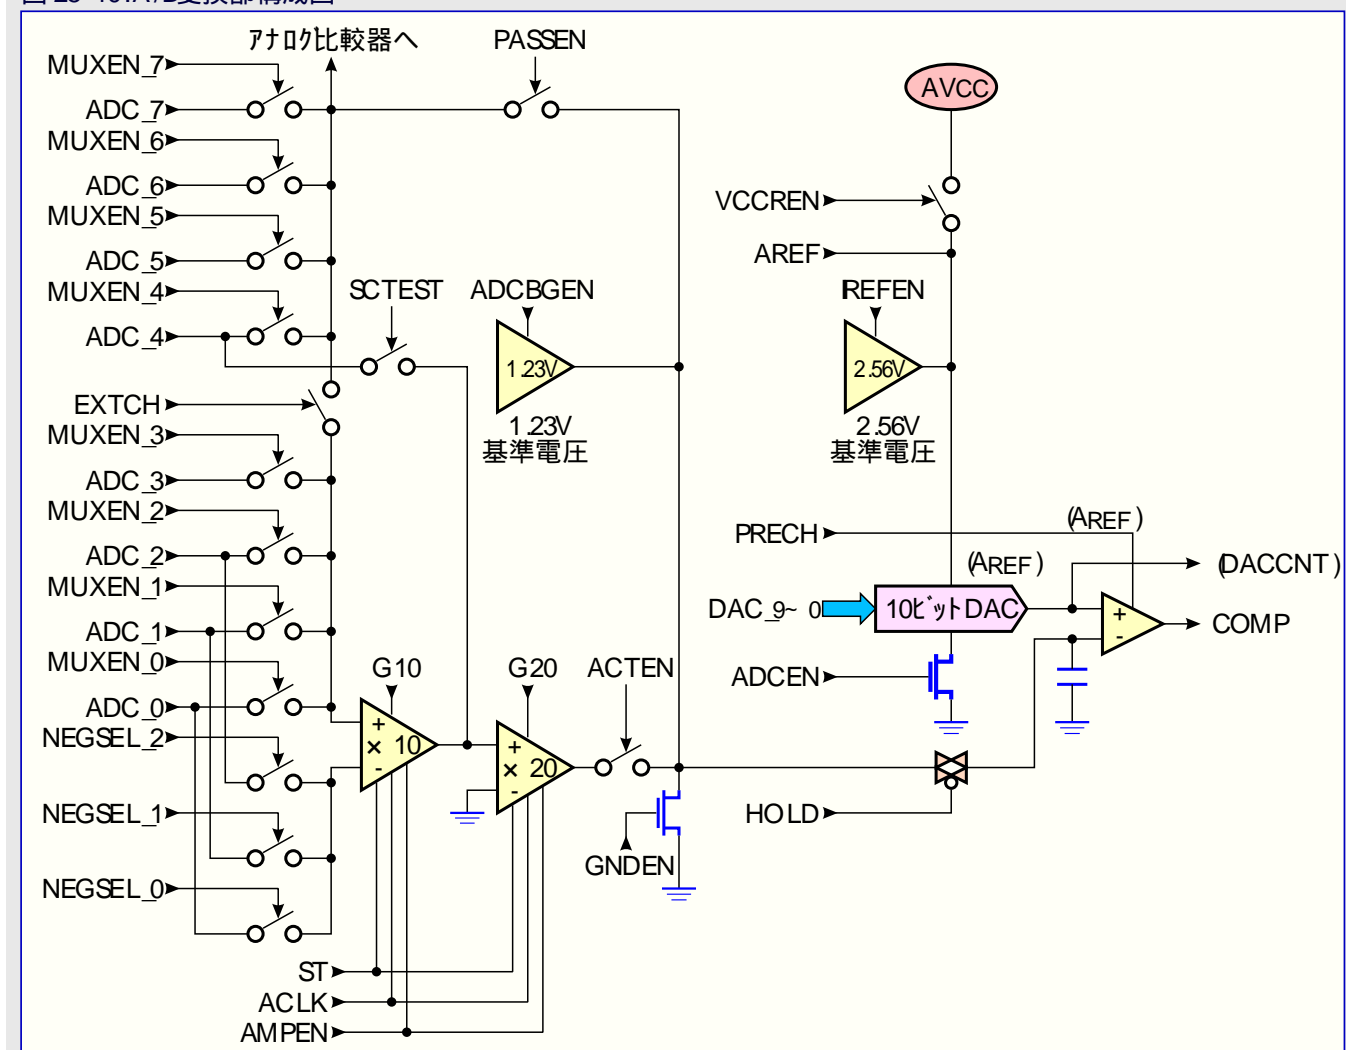 アナログ比較器へ
PASSEN
MUXEN_7
ADC_7
MUXEN_6
ADC_6
MUXEN_5
ADC_5
MUXEN_4
ADC_4
EXTCH
MUXEN_3
ADC_3
MUXEN_2
ADC_2
MUXEN_1
ADC_1
MUXEN_0
ADC_0
NEGSEL_2
NEGSEL_1
NEGSEL_0
ST
ACLK
AMPEN
SCTEST
ADCBGEN
1.23V
1.23V
基準電圧
G10
+
× 10
-
G20
+
× 20
-
ACTEN
GNDEN
AVCC
VCCREN
AREF
IREFEN
2.56V
2.56V
基準電圧
PRECH
(AREF)
(AREF)
DAC_9~0
10ビットDAC
(DACCNT)
+
-
COMP
ADCEN
HOLD